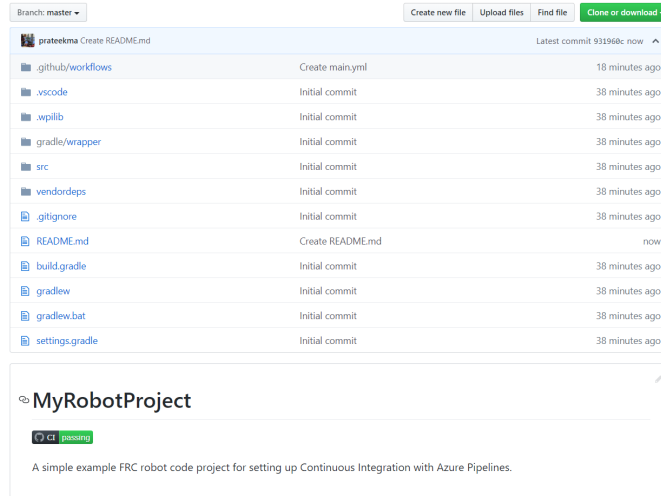 Branch: master
Create new file Upload files Find file Clone or download
prateekma Create README.md Latest commit 931960c now
.github/workflows Create main.yml 18 minutes ago
.vscode Initial commit 38 minutes ago
.wpilib Initial commit 38 minutes ago
gradle/wrapper Initial commit 38 minutes ago
src Initial commit 38 minutes ago
vendordeps Initial commit 38 minutes ago
.gitignore Initial commit 38 minutes ago
README.md Create README.md now
build.gradle Initial commit 38 minutes ago
gradlew Initial commit 38 minutes ago
gradlew.bat Initial commit 38 minutes ago
settings.gradle Initial commit 38 minutes ago
MyRobotProject
CI passing
A simple example FRC robot code project for setting up Continuous Integration with Azure Pipelines.